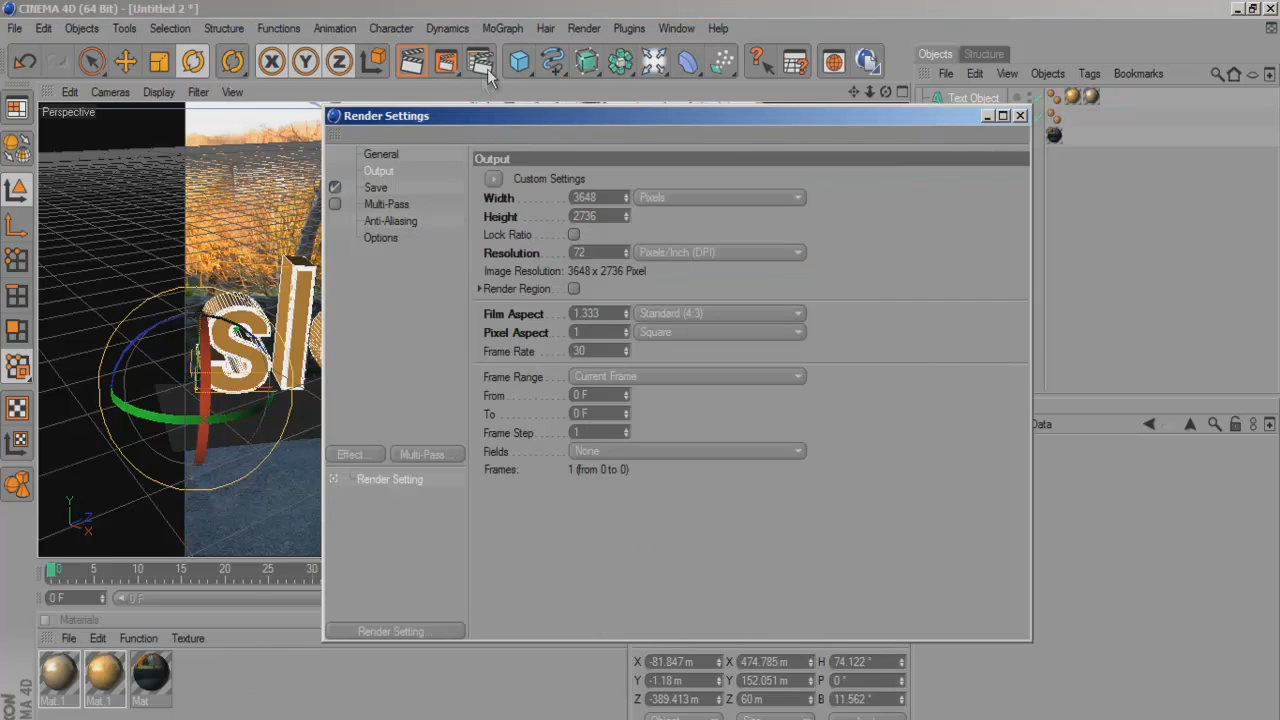 CINEMA 4D (64 Bit) - [Untitled 2 *]
File Edit Objects Tools Selection Structure Functions Animation Character Dynamics MoGraph Hair Render Plugins Window Help
Objects Structure
File Edit View Objects Tags Bookmarks
Edit Cameras Display Filter View
Text Object
Perspective
Render Settings
General
Output
Save
Multi-Pass
Anti-Aliasing
Options
Effect...
Multi-Pass...
Render Setting
Render Setting...
Output
Custom Settings
Width 3648 Pixels
Height 2736
Lock Ratio
Resolution 72 Pixels/Inch (DPI)
Image Resolution: 3648 x 2736 Pixel
Render Region
Film Aspect 1.333 Standard (4:3)
Pixel Aspect 1 Square
Frame Rate 30
Frame Range Current Frame
From 0 F
To 0 F
Frame Step 1
Fields None
Frames: 1 (from 0 to 0)
Data
Y
Z
X
0 5 10 15 20 25 30
0 F 0 F
Materials
File Edit Function Texture
Mat.1 Mat.1 Mat
X -81.847 m X 474.785 m H 74.122 °
Y -1.18 m Y 152.051 m P 0 °
Z -389.413 m Z 60 m B 11.562 °